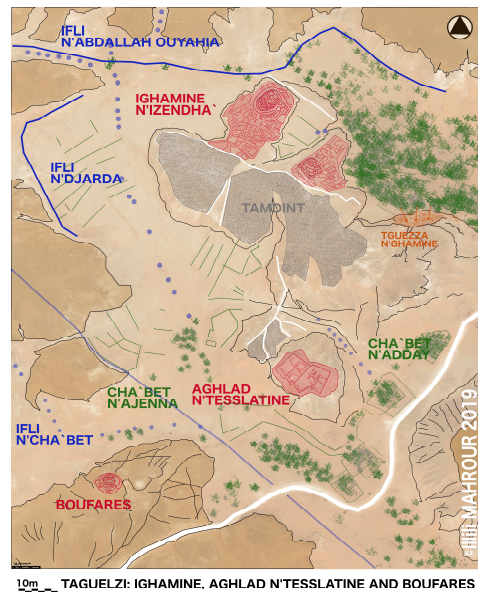 IFLI
N'ABDALLAH OUYAHIA
IGHAMINE
N'IZENDHA`
IFLI
N'DJARDA
TAMDINT
TGUEZZA
N'GHAMINE
CHA`BET
N'ADDAY
CHA`BET
N'AJENNA
AGHLAD
N'TESSLATINE
IFLI
N'CHA`BET
BOUFARES
MAHROUR 2019
10m
TAGUELZI: IGHAMINE, AGHLAD N'TESSLATINE AND BOUFARES